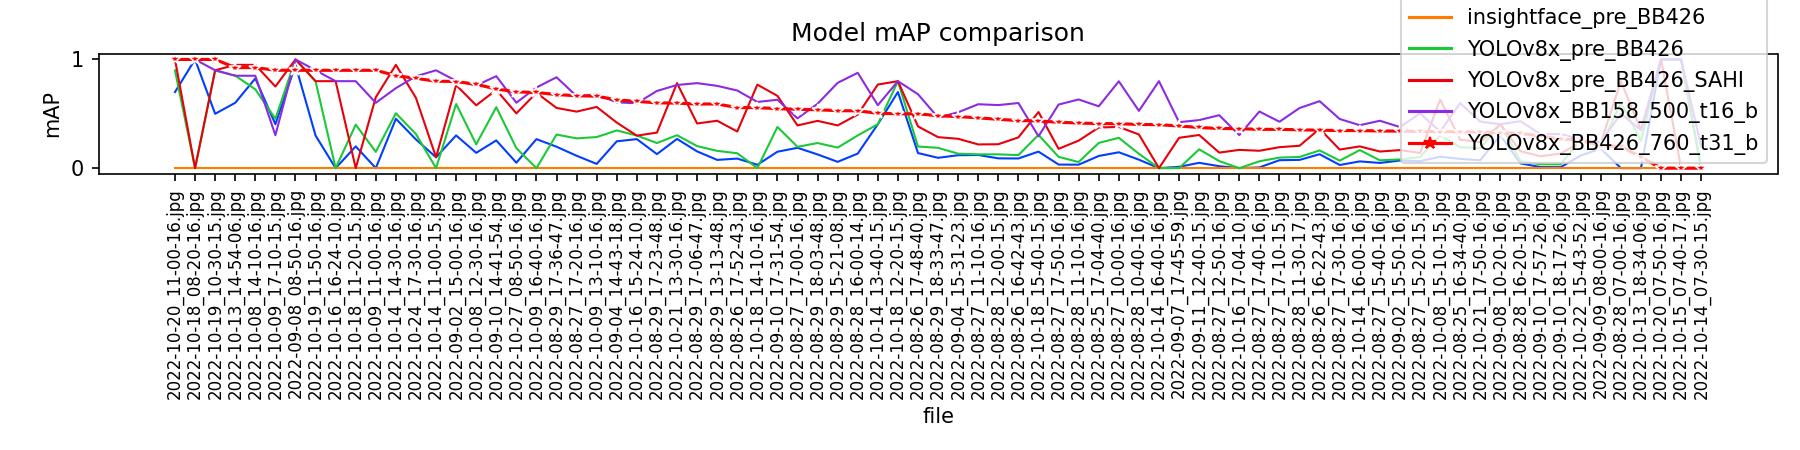 Model mAP comparison
insightface_pre_BB426
YOLOv8x_pre_BB426
YOLOv8x_pre_BB426_SAHI
YOLOv8x_BB158_500_t16_b
YOLOv8x_BB426_760_t31_b
mAP
1
0
2022-10-20_11-00-16.jpg
2022-10-18_08-20-16.jpg
2022-10-19_10-30-15.jpg
2022-10-13_14-54-06.jpg
2022-10-08_14-10-16.jpg
2022-10-09_17-10-15.jpg
2022-09-08_08-50-16.jpg
2022-10-19_11-50-16.jpg
2022-10-16_16-24-10.jpg
2022-10-18_11-20-15.jpg
2022-10-09_11-00-16.jpg
2022-10-14_14-30-16.jpg
2022-10-24_17-30-16.jpg
2022-10-14_11-00-15.jpg
2022-09-02_15-00-16.jpg
2022-10-08_12-30-16.jpg
2022-09-09_14-41-54.jpg
2022-10-27_08-50-16.jpg
2022-10-09_16-40-16.jpg
2022-08-29_17-36-47.jpg
2022-08-27_17-20-16.jpg
2022-10-09_13-10-16.jpg
2022-09-04_14-43-18.jpg
2022-10-16_15-24-10.jpg
2022-08-29_17-23-48.jpg
2022-10-21_13-30-16.jpg
2022-08-29_17-06-47.jpg
2022-08-29_13-13-48.jpg
2022-08-26_17-52-43.jpg
2022-10-18_14-10-16.jpg
2022-09-09_17-31-54.jpg
2022-08-27_17-00-16.jpg
2022-08-29_18-03-48.jpg
2022-09-05_15-21-08.jpg
2022-08-28_16-00-14.jpg
2022-10-09_13-40-15.jpg
2022-10-18_12-20-15.jpg
2022-08-26_17-48-40.jpg
2022-08-29_18-33-47.jpg
2022-09-04_15-31-23.jpg
2022-08-27_11-10-16.jpg
2022-08-28_12-00-15.jpg
2022-08-26_16-42-43.jpg
2022-10-18_15-40-15.jpg
2022-08-27_17-50-16.jpg
2022-08-28_11-10-16.jpg
2022-08-25_17-04-40.jpg
2022-08-27_10-00-16.jpg
2022-08-28_10-40-16.jpg
2022-10-14_16-40-16.jpg
2022-09-07_17-45-59.jpg
2022-09-11_12-40-15.jpg
2022-08-27_12-50-16.jpg
2022-10-16_17-04-10.jpg
2022-08-27_17-40-16.jpg
2022-08-27_17-10-15.jpg
2022-08-28_11-30-17.jpg
2022-08-26_16-22-43.jpg
2022-08-27_17-30-16.jpg
2022-10-14_16-00-16.jpg
2022-08-27_15-40-16.jpg
2022-09-02_16-00-16.jpg
2022-08-27_15-20-15.jpg
2022-10-08_15-10-15.jpg
2022-08-25_16-34-40.jpg
2022-10-21_17-50-16.jpg
2022-10-09_10-40-16.jpg
2022-08-28_16-20-15.jpg
2022-09-10_17-57-26.jpg
2022-09-10_18-17-26.jpg
2022-10-22_15-43-52.jpg
2022-09-09_08-00-16.jpg
2022-08-28_07-00-16.jpg
2022-10-13_18-34-06.jpg
2022-10-20_07-50-16.jpg
2022-10-15_07-40-17.jpg
2022-10-14_07-30-15.jpg
file